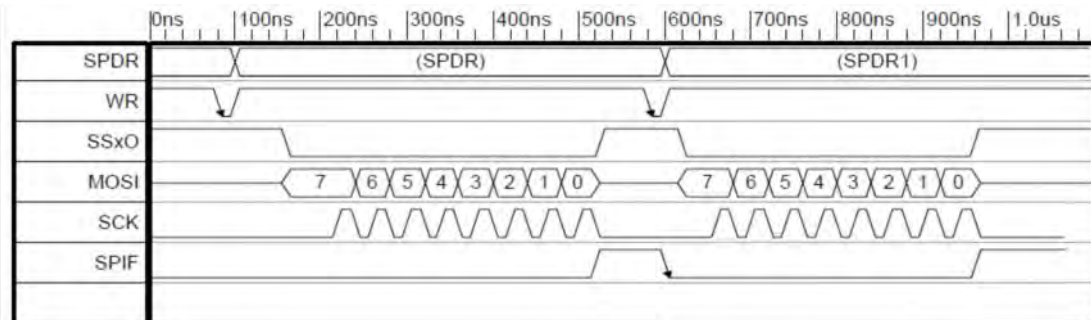 0ns 100ns 200ns 300ns 400ns 500ns 600ns 700ns 800ns 900ns 1.0us
SPDR (SPDR) (SPDR1)
WR
SSxO
MOSI 7 6 5 4 3 2 1 0 7 6 5 4 3 2 1 0
SCK
SPIF